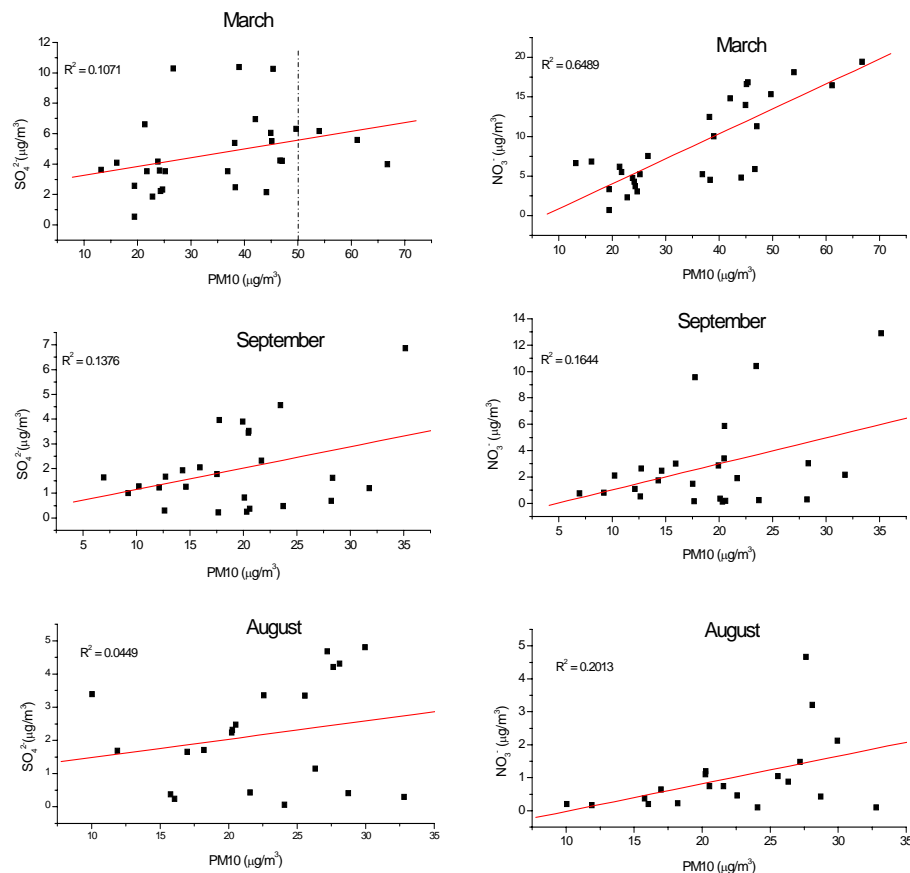 March
R² = 0.1071
SO₄²⁻ (µg/m³)
12
10
8
6
4
2
0
10 20 30 40 50 60 70
PM10 (µg/m³)
March
R² = 0.6489
NO₃⁻ (µg/m³)
20
15
10
5
0
10 20 30 40 50 60 70
PM10 (µg/m³)
September
R² = 0.1376
SO₄²⁻ (µg/m³)
7
6
5
4
3
2
1
0
5 10 15 20 25 30 35
PM10 (µg/m³)
September
R² = 0.1644
NO₃⁻ (µg/m³)
14
12
10
8
6
4
2
0
5 10 15 20 25 30 35
PM10 (µg/m³)
August
R² = 0.0449
SO₄²⁻ (µg/m³)
5
4
3
2
1
0
10 15 20 25 30 35
PM10 (µg/m³)
August
R² = 0.2013
NO₃⁻ (µg/m³)
5
4
3
2
1
0
10 15 20 25 30 35
PM10 (µg/m³)